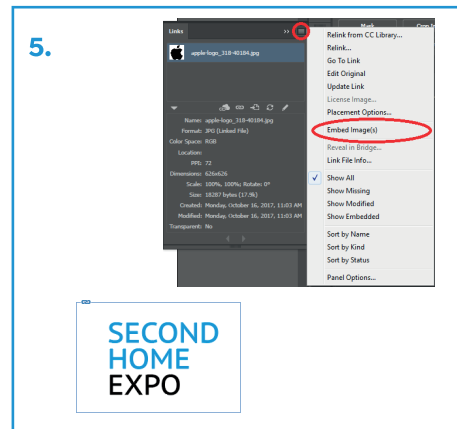 5.
Links
Mark
Crop I
apple-logo_318-40184.jpg
Name: apple-logo_318-40184.jpg
Format: JPG (Linked File)
Color Space: RGB
Location:
PPI: 72
Dimensions: 626x626
Scale: 100%, 100%; Rotate: 0°
Size: 18287 bytes (17.9k)
Created: Monday, October 16, 2017, 11:03 AM
Modified: Monday, October 16, 2017, 11:03 AM
Transparent: No
Relink from CC Library...
Relink...
Go To Link
Edit Original
Update Link
License Image...
Placement Options...
Embed Image(s)
Reveal in Bridge...
Link File Info...
Show All
Show Missing
Show Modified
Show Embedded
Sort by Name
Sort by Kind
Sort by Status
Panel Options...
SECOND
HOME
EXPO